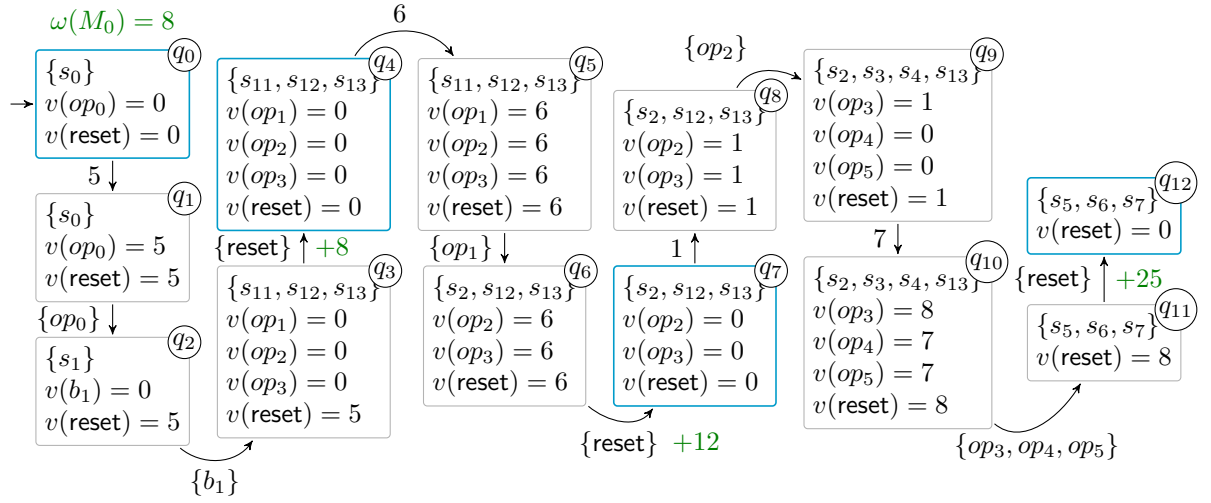 ω(M₀) = 8
q₀
{s₀}
v(op₀) = 0
v(reset) = 0
5
q₁
{s₀}
v(op₀) = 5
v(reset) = 5
{op₀}
q₂
{s₁}
v(b₁) = 0
v(reset) = 5
{b₁}
q₃
{s₁₁, s₁₂, s₁₃}
v(op₁) = 0
v(op₂) = 0
v(op₃) = 0
v(reset) = 5
{reset} +8
q₄
{s₁₁, s₁₂, s₁₃}
v(op₁) = 0
v(op₂) = 0
v(op₃) = 0
v(reset) = 0
6
q₅
{s₁₁, s₁₂, s₁₃}
v(op₁) = 6
v(op₂) = 6
v(op₃) = 6
v(reset) = 6
{op₁}
q₆
{s₂, s₁₂, s₁₃}
v(op₂) = 6
v(op₃) = 6
v(reset) = 6
{reset} +12
q₇
{s₂, s₁₂, s₁₃}
v(op₂) = 0
v(op₃) = 0
v(reset) = 0
1
q₈
{s₂, s₁₂, s₁₃}
v(op₂) = 1
v(op₃) = 1
v(reset) = 1
{op₂}
q₉
{s₂, s₃, s₄, s₁₃}
v(op₃) = 1
v(op₄) = 0
v(op₅) = 0
v(reset) = 1
7
q₁₀
{s₂, s₃, s₄, s₁₃}
v(op₃) = 8
v(op₄) = 7
v(op₅) = 7
v(reset) = 8
{op₃, op₄, op₅}
q₁₁
{s₅, s₆, s₇}
v(reset) = 8
{reset} +25
q₁₂
{s₅, s₆, s₇}
v(reset) = 0